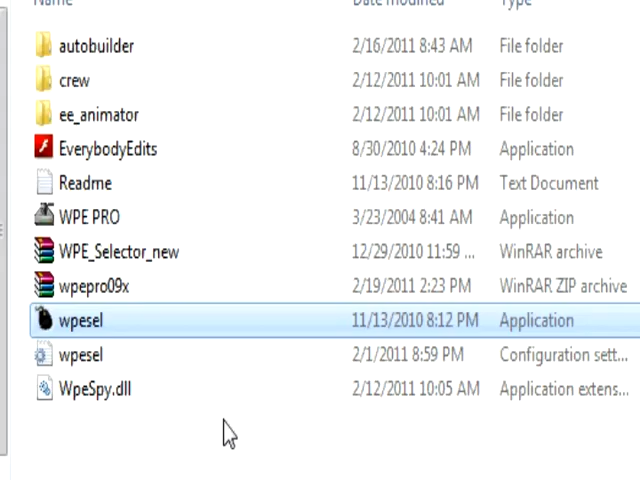 Name Date modified Type
autobuilder 2/16/2011 8:43 AM File folder
crew 2/12/2011 10:01 AM File folder
ee_animator 2/12/2011 10:01 AM File folder
EverybodyEdits 8/30/2010 4:24 PM Application
Readme 11/13/2010 8:16 PM Text Document
WPE PRO 3/23/2004 8:41 AM Application
WPE_Selector_new 12/29/2010 11:59 ... WinRAR archive
wpepro09x 2/19/2011 2:23 PM WinRAR ZIP archive
wpesel 11/13/2010 8:12 PM Application
wpesel 2/1/2011 8:59 PM Configuration sett...
WpeSpy.dll 2/12/2011 10:05 AM Application extens...